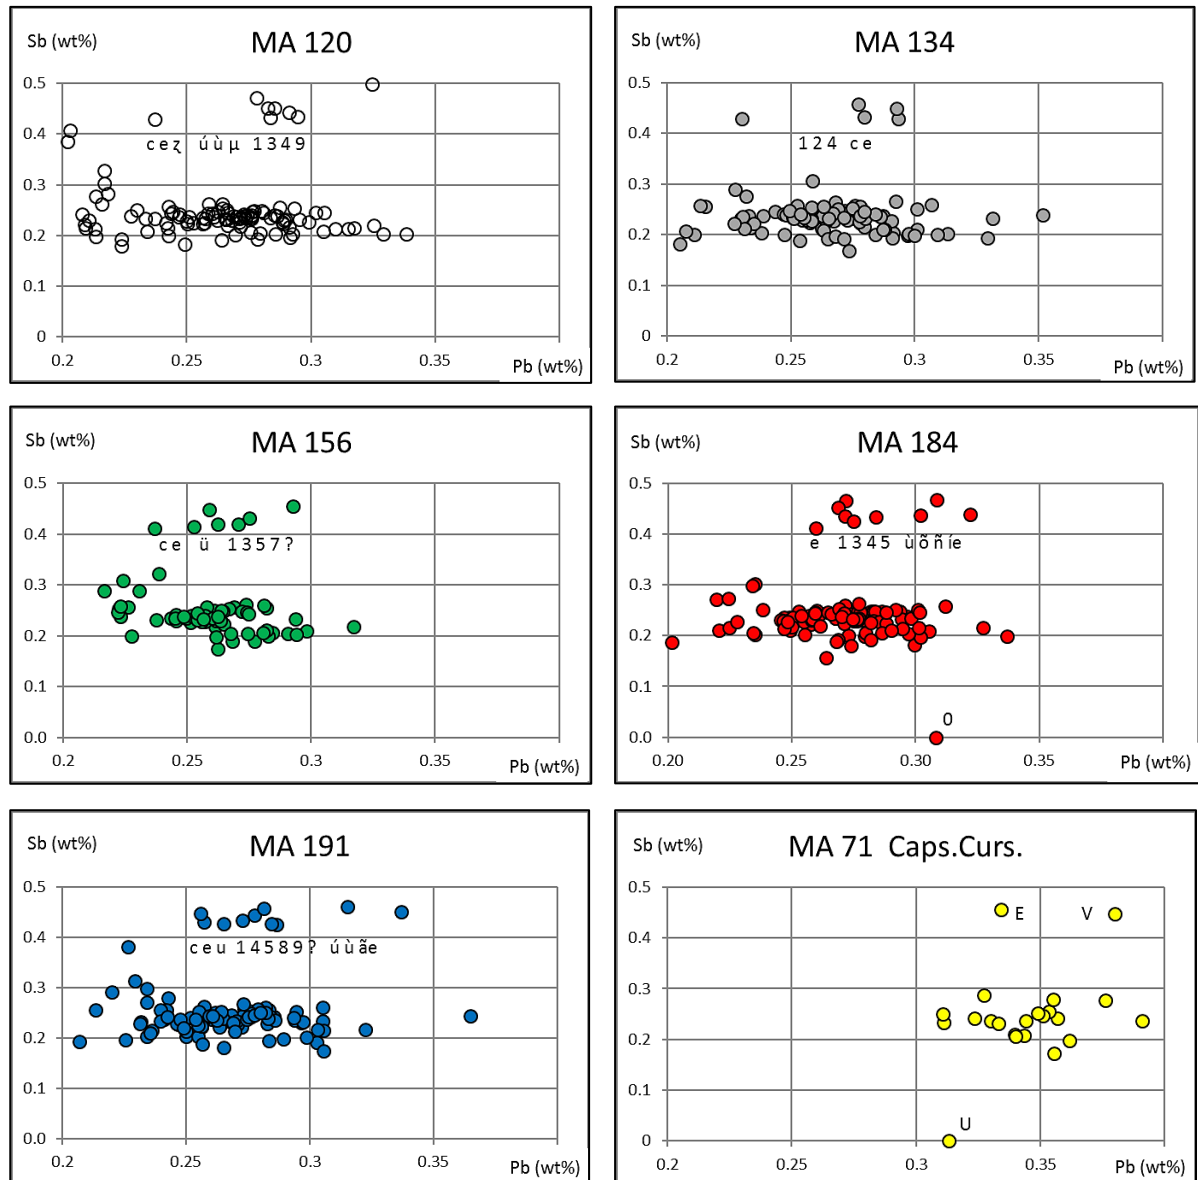 Sb (wt%)
MA 120
0.5
0.4
ceɀ úùµ 1349
0.3
0.2
0.1
0
0.2 0.25 0.3 0.35
Pb (wt%)
Sb (wt%)
MA 134
0.5
0.4
124 ce
0.3
0.2
0.1
0
0.2 0.25 0.3 0.35
Pb (wt%)
Sb (wt%)
MA 156
0.5
0.4
ce ü 1357?
0.3
0.2
0.1
0.0
0.2 0.25 0.3 0.35
Pb (wt%)
Sb (wt%)
MA 184
0.5
0.4
e 1345 ùõñíe
0.3
0.2
0.1
0
0.0
0.20 0.25 0.30 0.35
Pb (wt%)
Sb (wt%)
MA 191
0.5
0.4
ceu 14589? úùãe
0.3
0.2
0.1
0.0
0.2 0.25 0.3 0.35
Pb (wt%)
Sb (wt%)
MA 71 Caps.Curs.
0.5
E V
0.4
0.3
0.2
0.1
U
0
0.2 0.25 0.3 0.35
Pb (wt%)